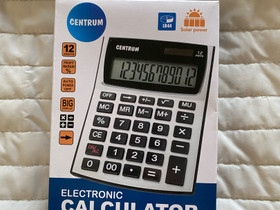 CENTRUM
Solar power
12
BIG
CENTRUM
12
123456789012
OFF → +/- √ MU
MC MR M- M+ ÷
% 7 8 9 ×
CE 4 5 6 -
1 2 3 +
0 00 . =
ELECTRONIC
CALCULATOR